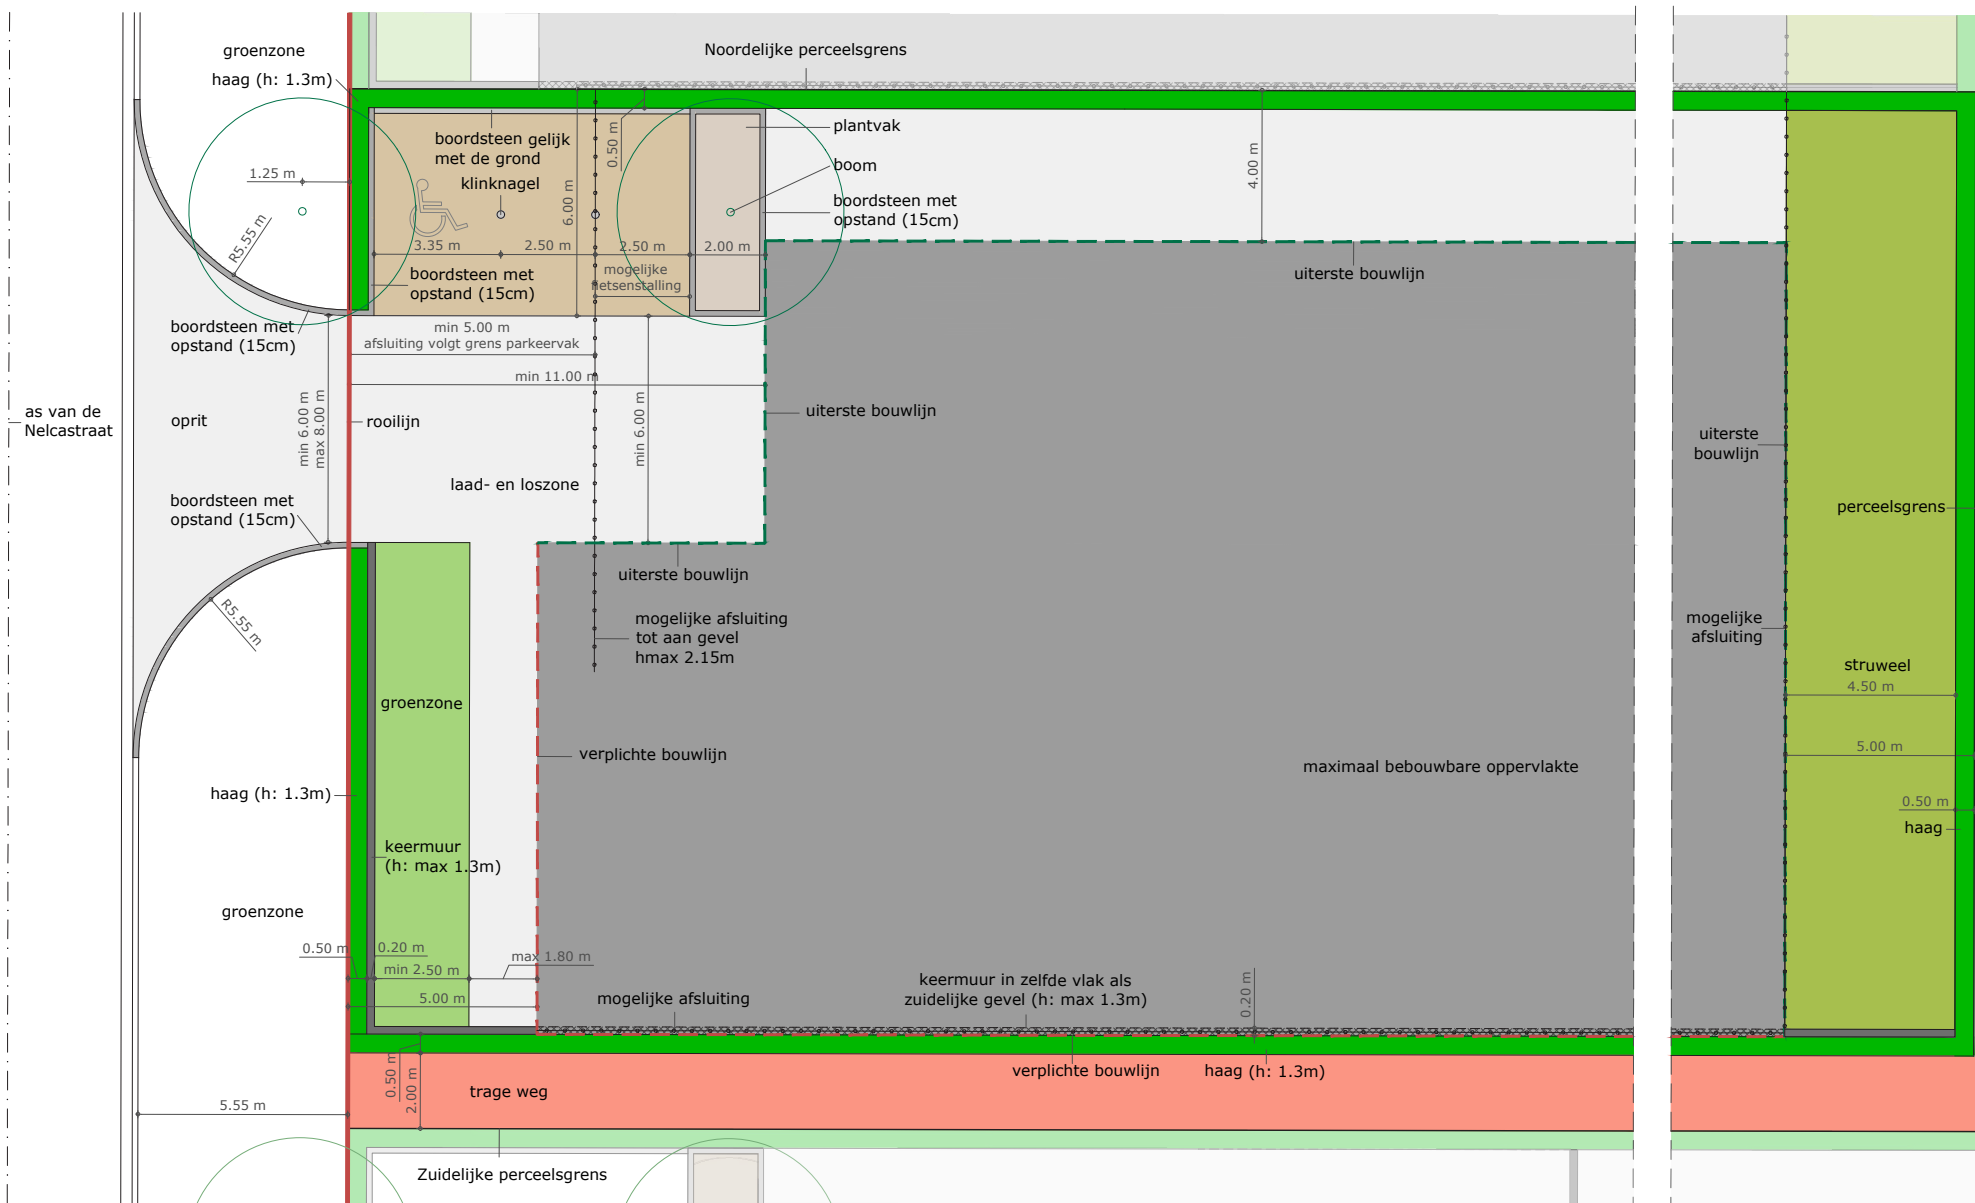 groenzone
haag (h: 1.3m)
Noordelijke perceelsgrens
boordsteen gelijk
met de grond
klinknagel
0.50 m
6.00 m
plantvak
boom
boordsteen met
opstand (15cm)
4.00 m
1.25 m
R5.55 m
3.35 m
2.50 m
2.50 m
2.00 m
boordsteen met
opstand (15cm)
mogelijke
fietsenstalling
uiterste bouwlijn
boordsteen met
opstand (15cm)
min 5.00 m
afsluiting volgt grens parkeervak
min 11.00 m
as van de
Nelcastraat
oprit
min 6.00 m
max 8.00 m
rooilijn
min 6.00 m
uiterste bouwlijn
uiterste
bouwlijn
laad- en loszone
boordsteen met
opstand (15cm)
perceelsgrens
uiterste bouwlijn
R5.55 m
mogelijke afsluiting
tot aan gevel
hmax 2.15m
mogelijke
afsluiting
struweel
4.50 m
groenzone
verplichte bouwlijn
5.00 m
maximaal bebouwbare oppervlakte
haag (h: 1.3m)
0.50 m
haag
keermuur
(h: max 1.3m)
groenzone
0.50 m
0.20 m
min 2.50 m
max 1.80 m
5.00 m
mogelijke afsluiting
keermuur in zelfde vlak als
zuidelijke gevel (h: max 1.3m)
0.20 m
0.50 m
2.00 m
verplichte bouwlijn
haag (h: 1.3m)
trage weg
5.55 m
Zuidelijke perceelsgrens